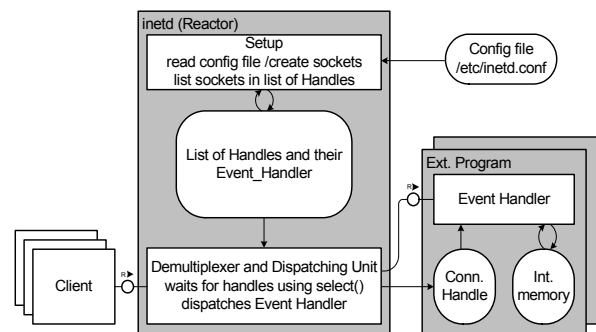 inetd (Reactor)
Setup
read config file /create sockets
list sockets in list of Handles
Config file
/etc/inetd.conf
List of Handles and their
Event_Handler
Ext. Program
R
Event Handler
Client
R
Demultiplexer and Dispatching Unit
waits for handles using select()
dispatches Event Handler
Conn.
Handle
Int.
memory